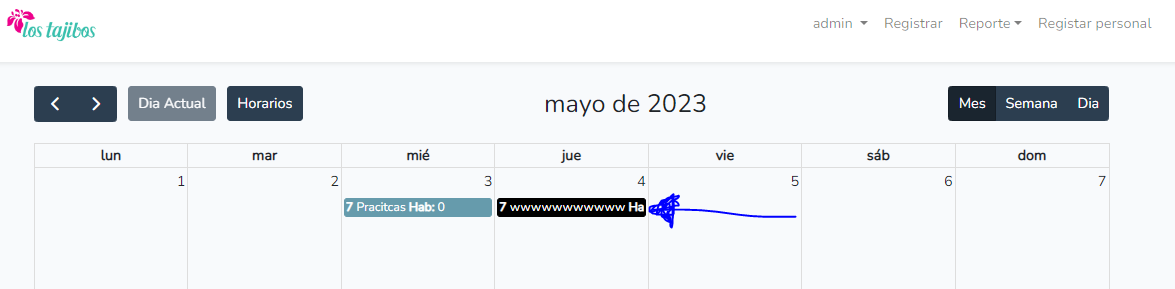 los tajibos
admin Registrar Reporte Registar personal
Dia Actual Horarios mayo de 2023 Mes Semana Dia
lun mar mié jue vie sáb dom
1 2 3 4 5 6 7
7 Pracitcas Hab: 0 7 wwwwwwwwwww Ha